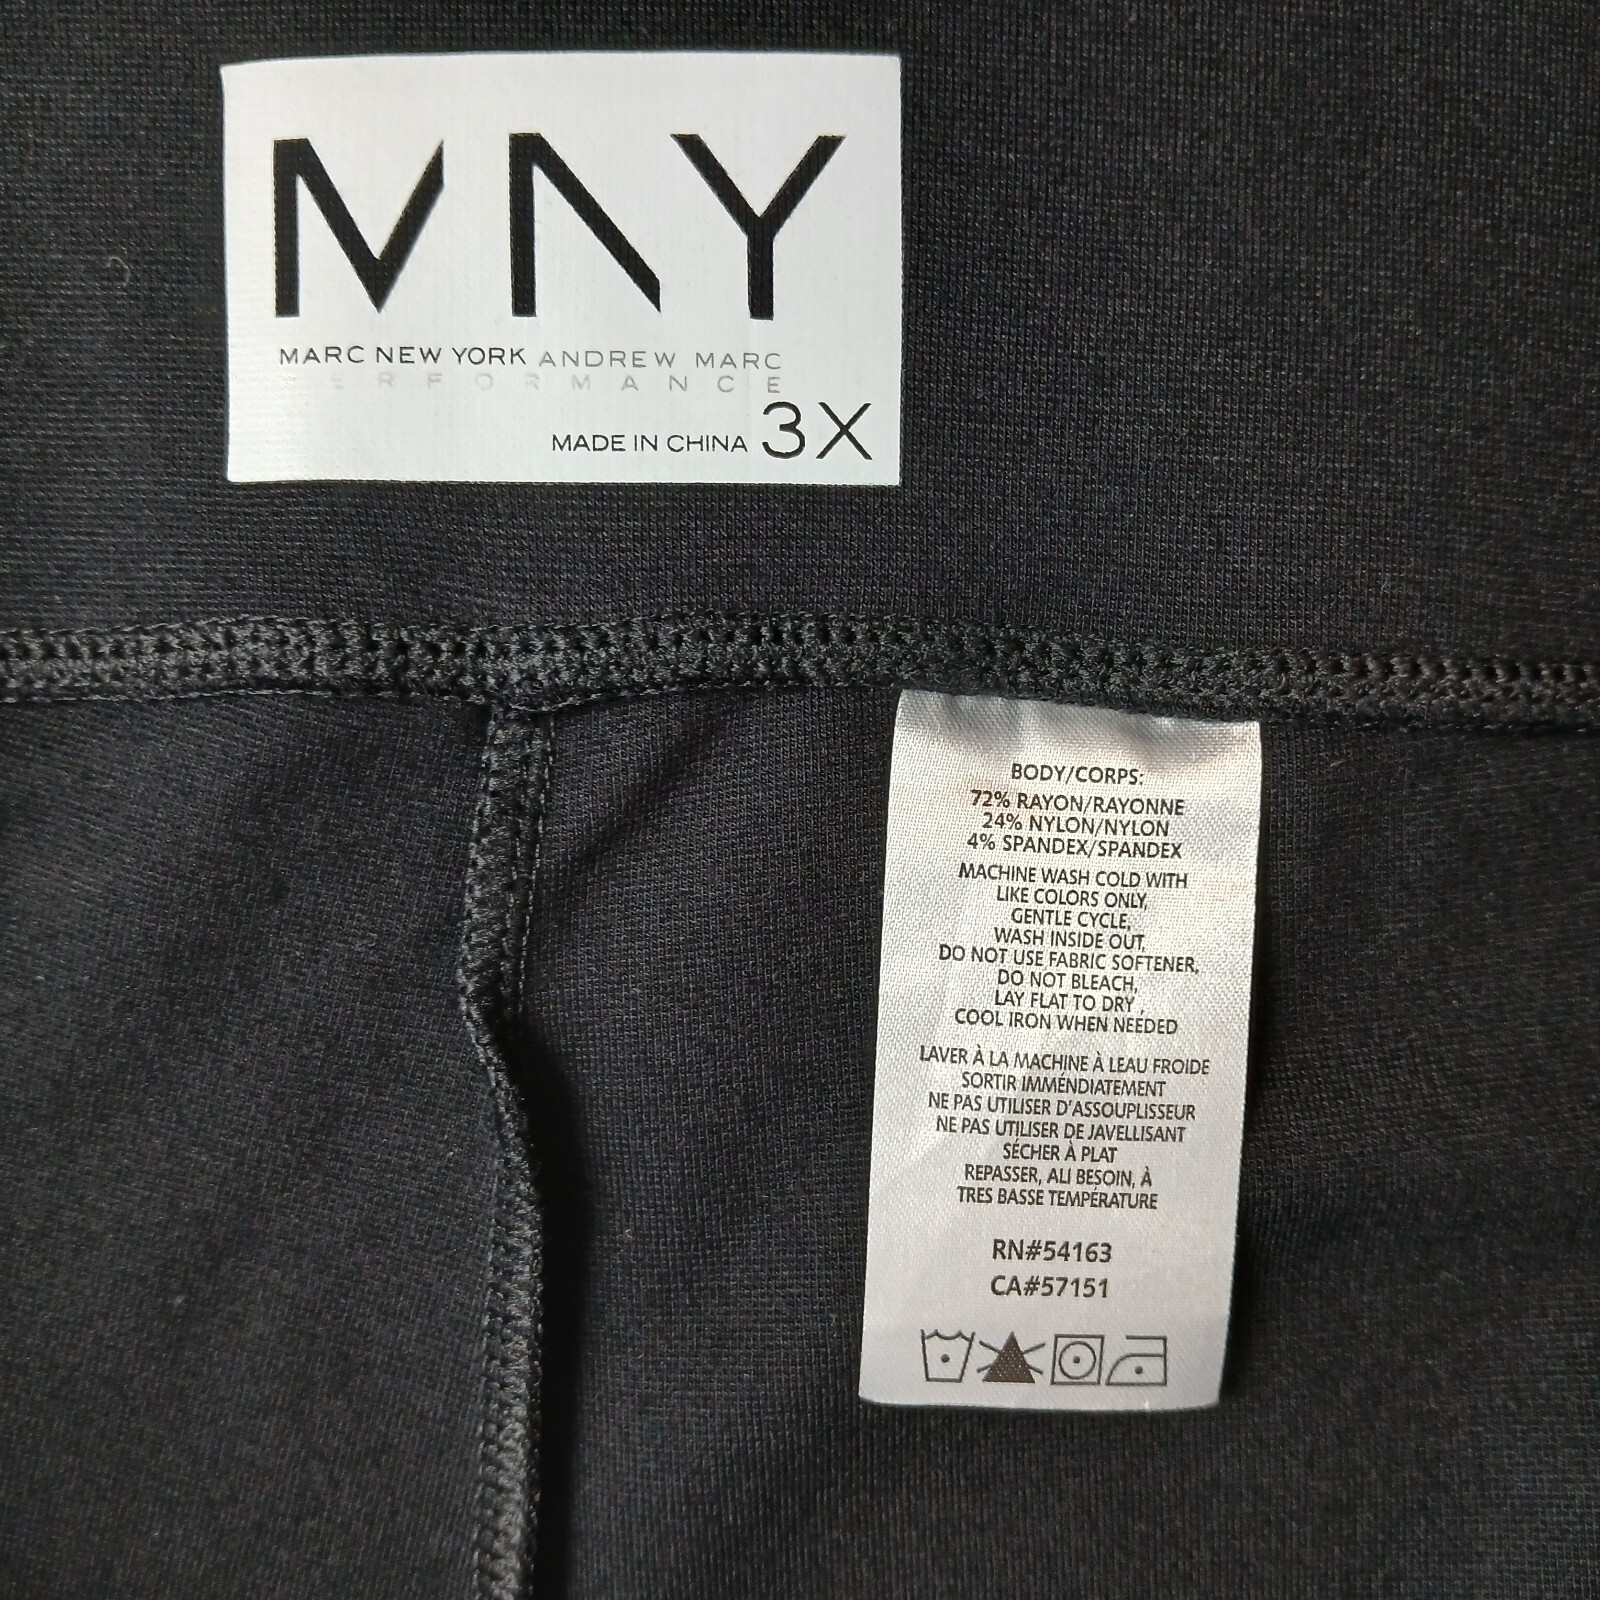 MNY
MARC NEW YORK ANDREW MARC
PERFORMANCE
MADE IN CHINA 3X
BODY/CORPS:
72% RAYON/RAYONNE
24% NYLON/NYLON
4% SPANDEX/SPANDEX
MACHINE WASH COLD WITH
LIKE COLORS ONLY,
GENTLE CYCLE,
WASH INSIDE OUT,
DO NOT USE FABRIC SOFTENER,
DO NOT BLEACH,
LAY FLAT TO DRY ,
COOL IRON WHEN NEEDED
LAVER À LA MACHINE À LEAU FROIDE
SORTIR IMMÉNDIATEMENT
NE PAS UTILISER D'ASSOUPLISSEUR
NE PAS UTILISER DE JAVELLISANT
SÉCHER À PLAT
REPASSER, ALI BESOIN, À
TRES BASSE TEMPÉRATURE
RN#54163
CA#57151